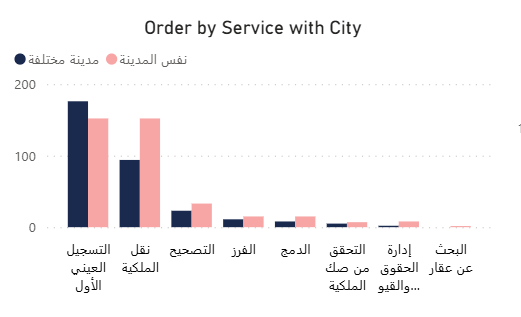 Order by Service with City
مدينة مختلفة نفس المدينة
200
100
0
التسجيل
العيني
الأول
نقل
الملكية
التصحيح
الفرز
الدمج
التحقق
من صك
الملكية
إدارة
الحقوق
والقيو...
البحث
عن عقار